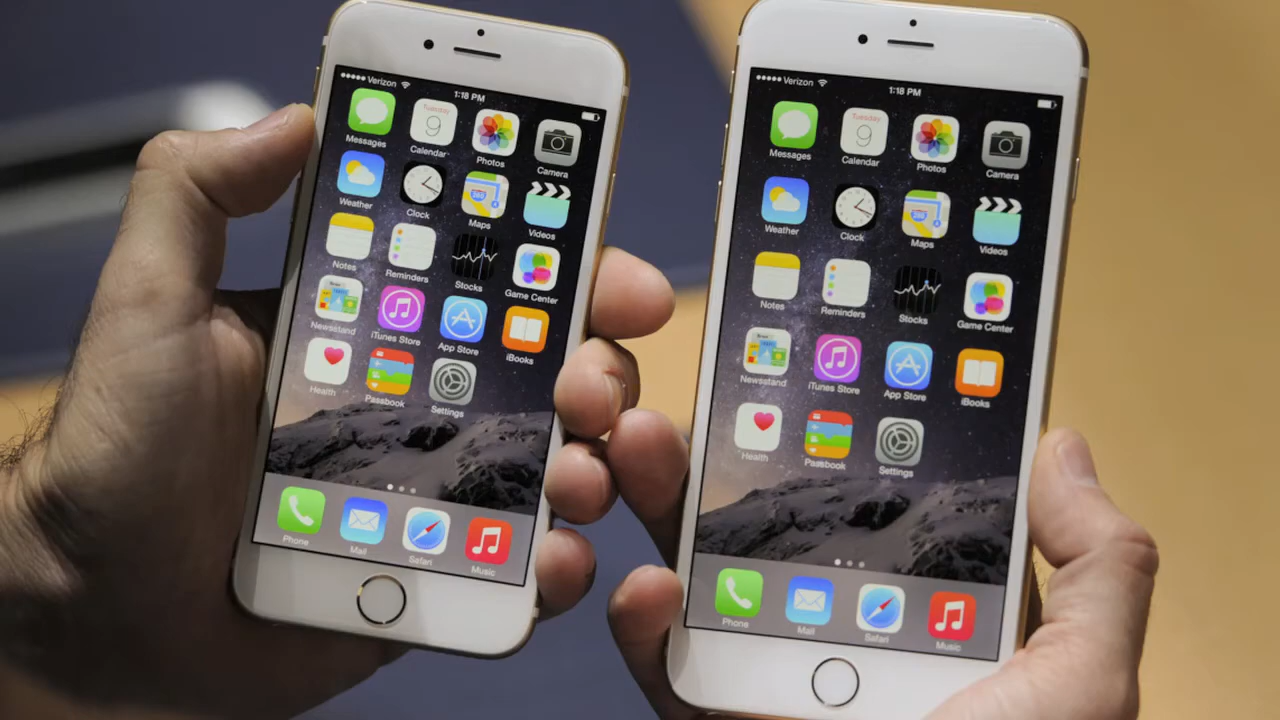 Verizon
1:18 PM
Messages
Tuesday
9
Calendar
Photos
Camera
Weather
Clock
Maps
Videos
Notes
Reminders
Stocks
Game Center
Newsstand
iTunes Store
App Store
iBooks
Health
Passbook
Settings
Phone
Mail
Safari
Music
Verizon
1:18 PM
Messages
Tuesday
9
Calendar
Photos
Camera
Weather
Clock
Maps
Videos
Notes
Reminders
Stocks
Game Center
Newsstand
iTunes Store
App Store
iBooks
Health
Passbook
Settings
Phone
Mail
Safari
Music